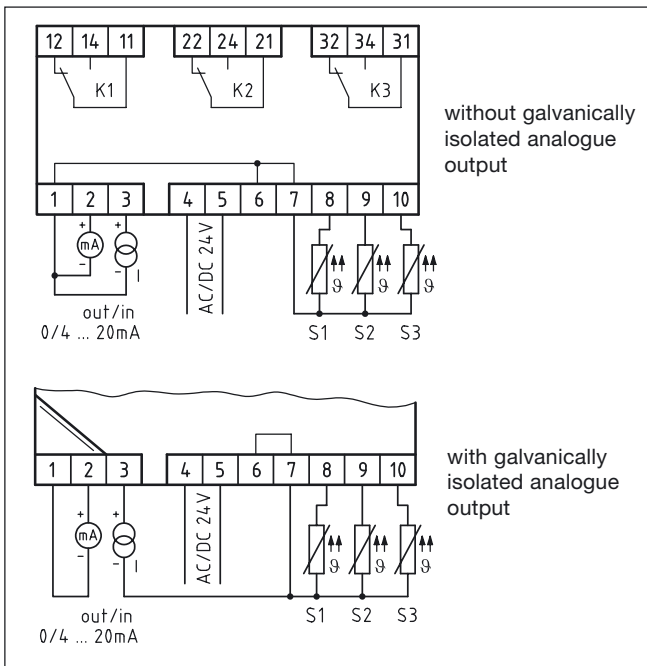 12 14 11 22 24 21 32 34 31
K1 K2 K3
without galvanically
isolated analogue
output
1 2 3 4 5 6 7 8 9 10
+ +
mA
- - I
AC/DC 24V
ϑ ϑ ϑ
out/in
0/4 ... 20mA
S1 S2 S3
with galvanically
isolated analogue
output
1 2 3 4 5 6 7 8 9 10
+ +
mA
- - I
AC/DC 24V
ϑ ϑ ϑ
out/in
0/4 ... 20mA
S1 S2 S3